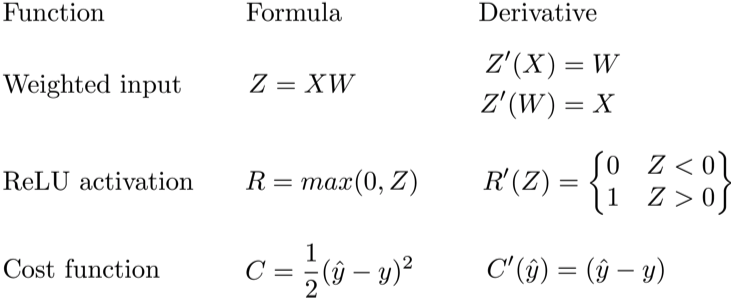 Function Formula Derivative
Weighted input Z = XW Z′(X) = W
Z′(W) = X
ReLU activation R = max(0, Z) R′(Z) = {0 Z < 0
1 Z > 0}
Cost function C = 1/2(ŷ − y)² C′(ŷ) = (ŷ − y)